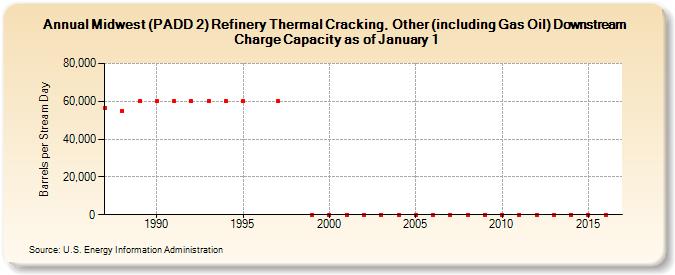 Annual Midwest (PADD 2) Refinery Thermal Cracking, Other (including Gas Oil) Downstream
Charge Capacity as of January 1
Barrels per Stream Day
80,000
60,000
40,000
20,000
0
1990 1995 2000 2005 2010 2015
Source: U.S. Energy Information Administration